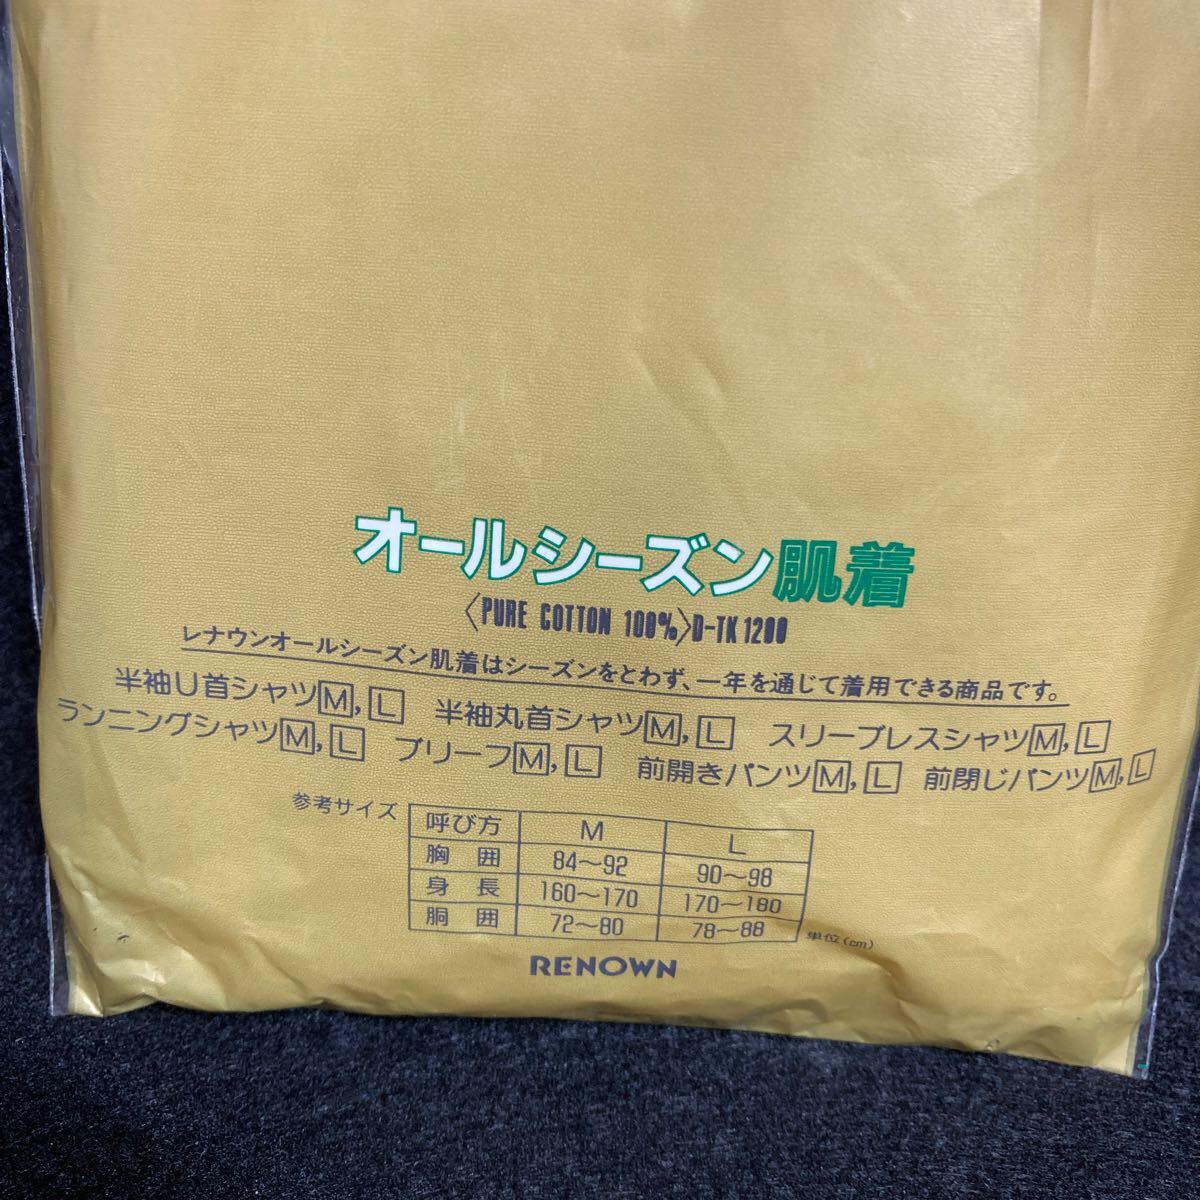 オールシーズン肌着
〈PURE COTTON 100%〉D-TK1200
レナウンオールシーズン肌着はシーズンをとわず、一年を通じて着用できる商品です。
半袖U首シャツM,L 半袖丸首シャツM,L スリーブレスシャツM,L
ランニングシャツM,L ブリーフM,L 前開きパンツM,L 前閉じパンツM,L
参考サイズ
呼び方 M L
胸囲 84〜92 90〜98
身長 160〜170 170〜180
胴囲 72〜80 78〜88
単位(cm)
RENOWN